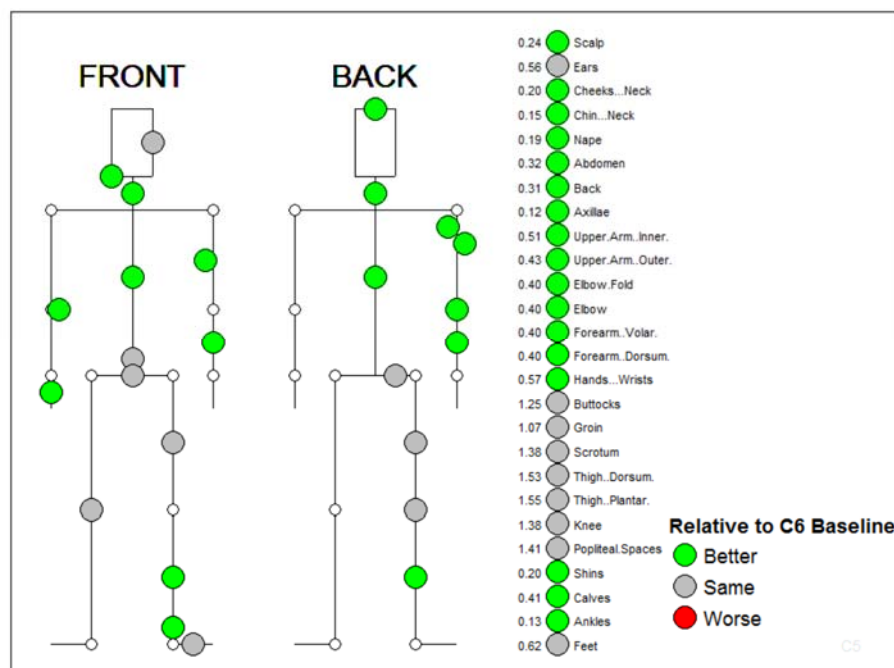 FRONT
BACK
0.24 Scalp
0.56 Ears
0.20 Cheeks...Neck
0.15 Chin...Neck
0.19 Nape
0.32 Abdomen
0.31 Back
0.12 Axillae
0.51 Upper.Arm..Inner.
0.43 Upper.Arm..Outer.
0.40 Elbow.Fold
0.40 Elbow
0.40 Forearm..Volar.
0.40 Forearm..Dorsum.
0.57 Hands...Wrists
1.25 Buttocks
1.07 Groin
1.38 Scrotum
1.53 Thigh..Dorsum.
1.55 Thigh..Plantar.
1.38 Knee
1.41 Popliteal.Spaces
0.20 Shins
0.41 Calves
0.13 Ankles
0.62 Feet
Relative to C6 Baseline
Better
Same
Worse
C5